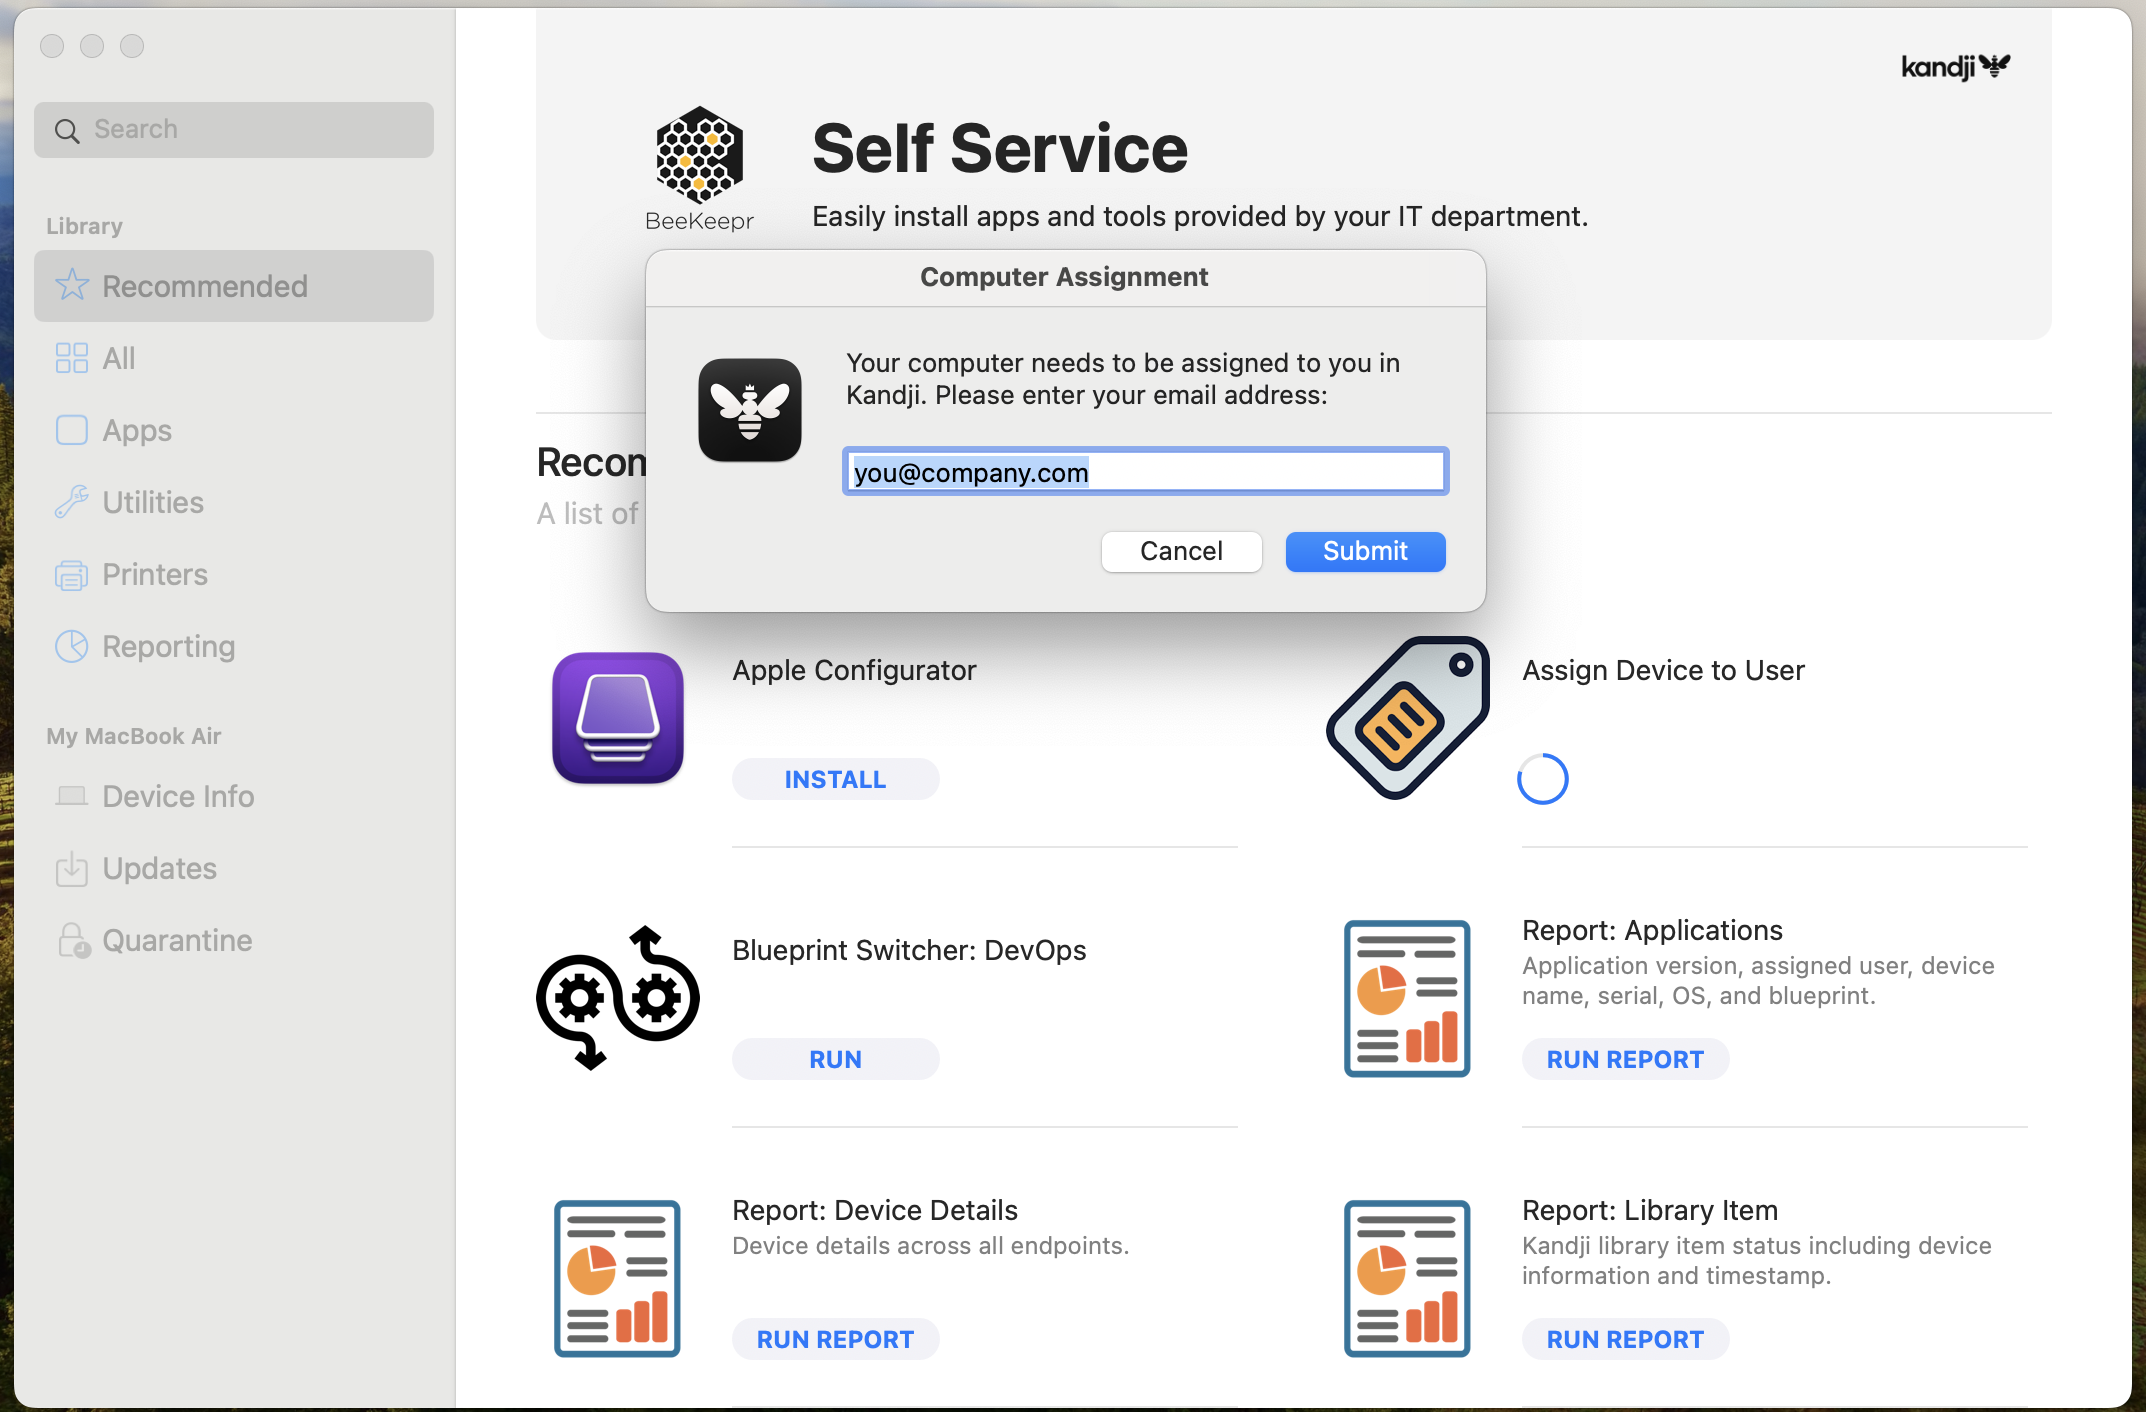 Search
Library
Recommended
All
Apps
Utilities
Printers
Reporting
My MacBook Air
Device Info
Updates
Quarantine
kandji
BeeKeepr
Self Service
Easily install apps and tools provided by your IT department.
Computer Assignment
Your computer needs to be assigned to you in
Kandji. Please enter your email address:
you@company.com
Cancel
Submit
Recom
A list of
Apple Configurator
INSTALL
Assign Device to User
Blueprint Switcher: DevOps
RUN
Report: Applications
Application version, assigned user, device
name, serial, OS, and blueprint.
RUN REPORT
Report: Device Details
Device details across all endpoints.
RUN REPORT
Report: Library Item
Kandji library item status including device
information and timestamp.
RUN REPORT